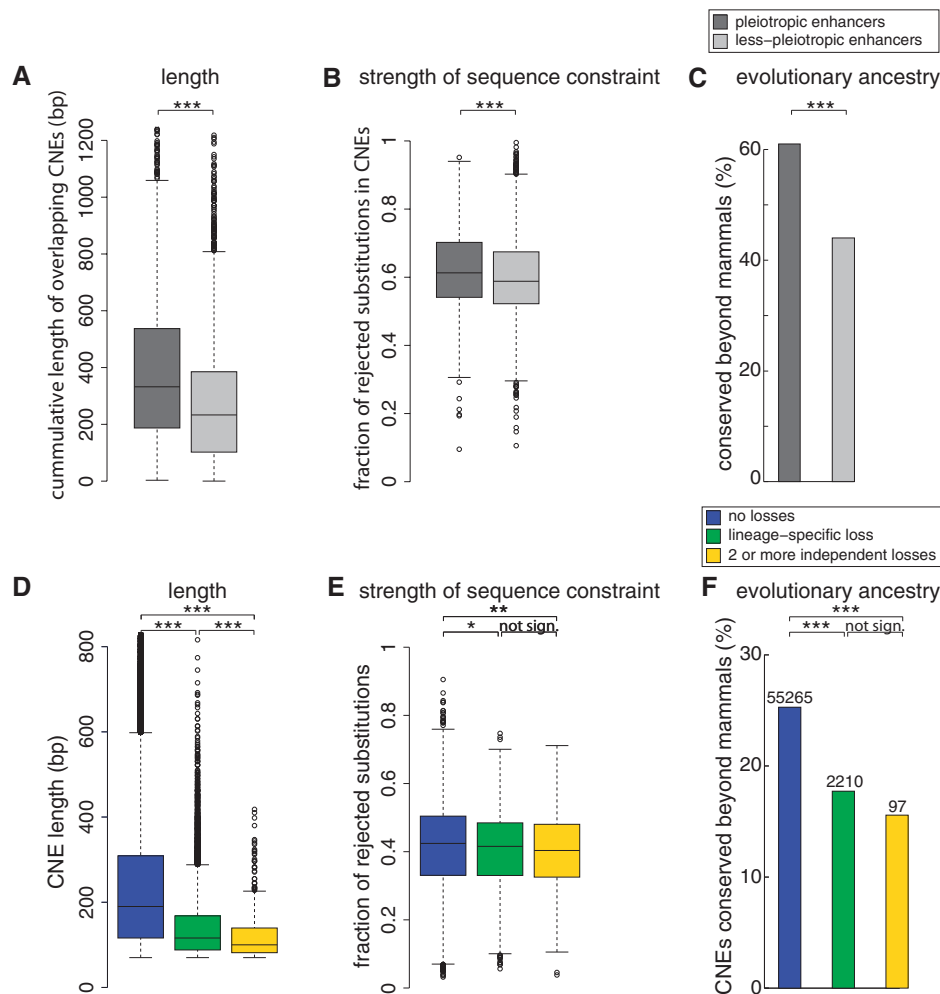 pleiotropic enhancers
less−pleiotropic enhancers
A
length
***
cummulative length of overlapping CNEs (bp)
0
200
400
600
800
1000
1200
B
strength of sequence constraint
***
fraction of rejected substitutions in CNEs
0
0.2
0.4
0.6
0.8
1
C
evolutionary ancestry
***
conserved beyond mammals (%)
0
20
40
60
no losses
lineage−specific loss
2 or more independent losses
D
length
***
***
***
CNE length (bp)
0
200
400
600
800
E
strength of sequence constraint
**
*
not sign.
fraction of rejected substitutions
0
0.2
0.4
0.6
0.8
1
F
evolutionary ancestry
***
***
not sign.
CNEs conserved beyond mammals (%)
0
10
20
30
55265
2210
97